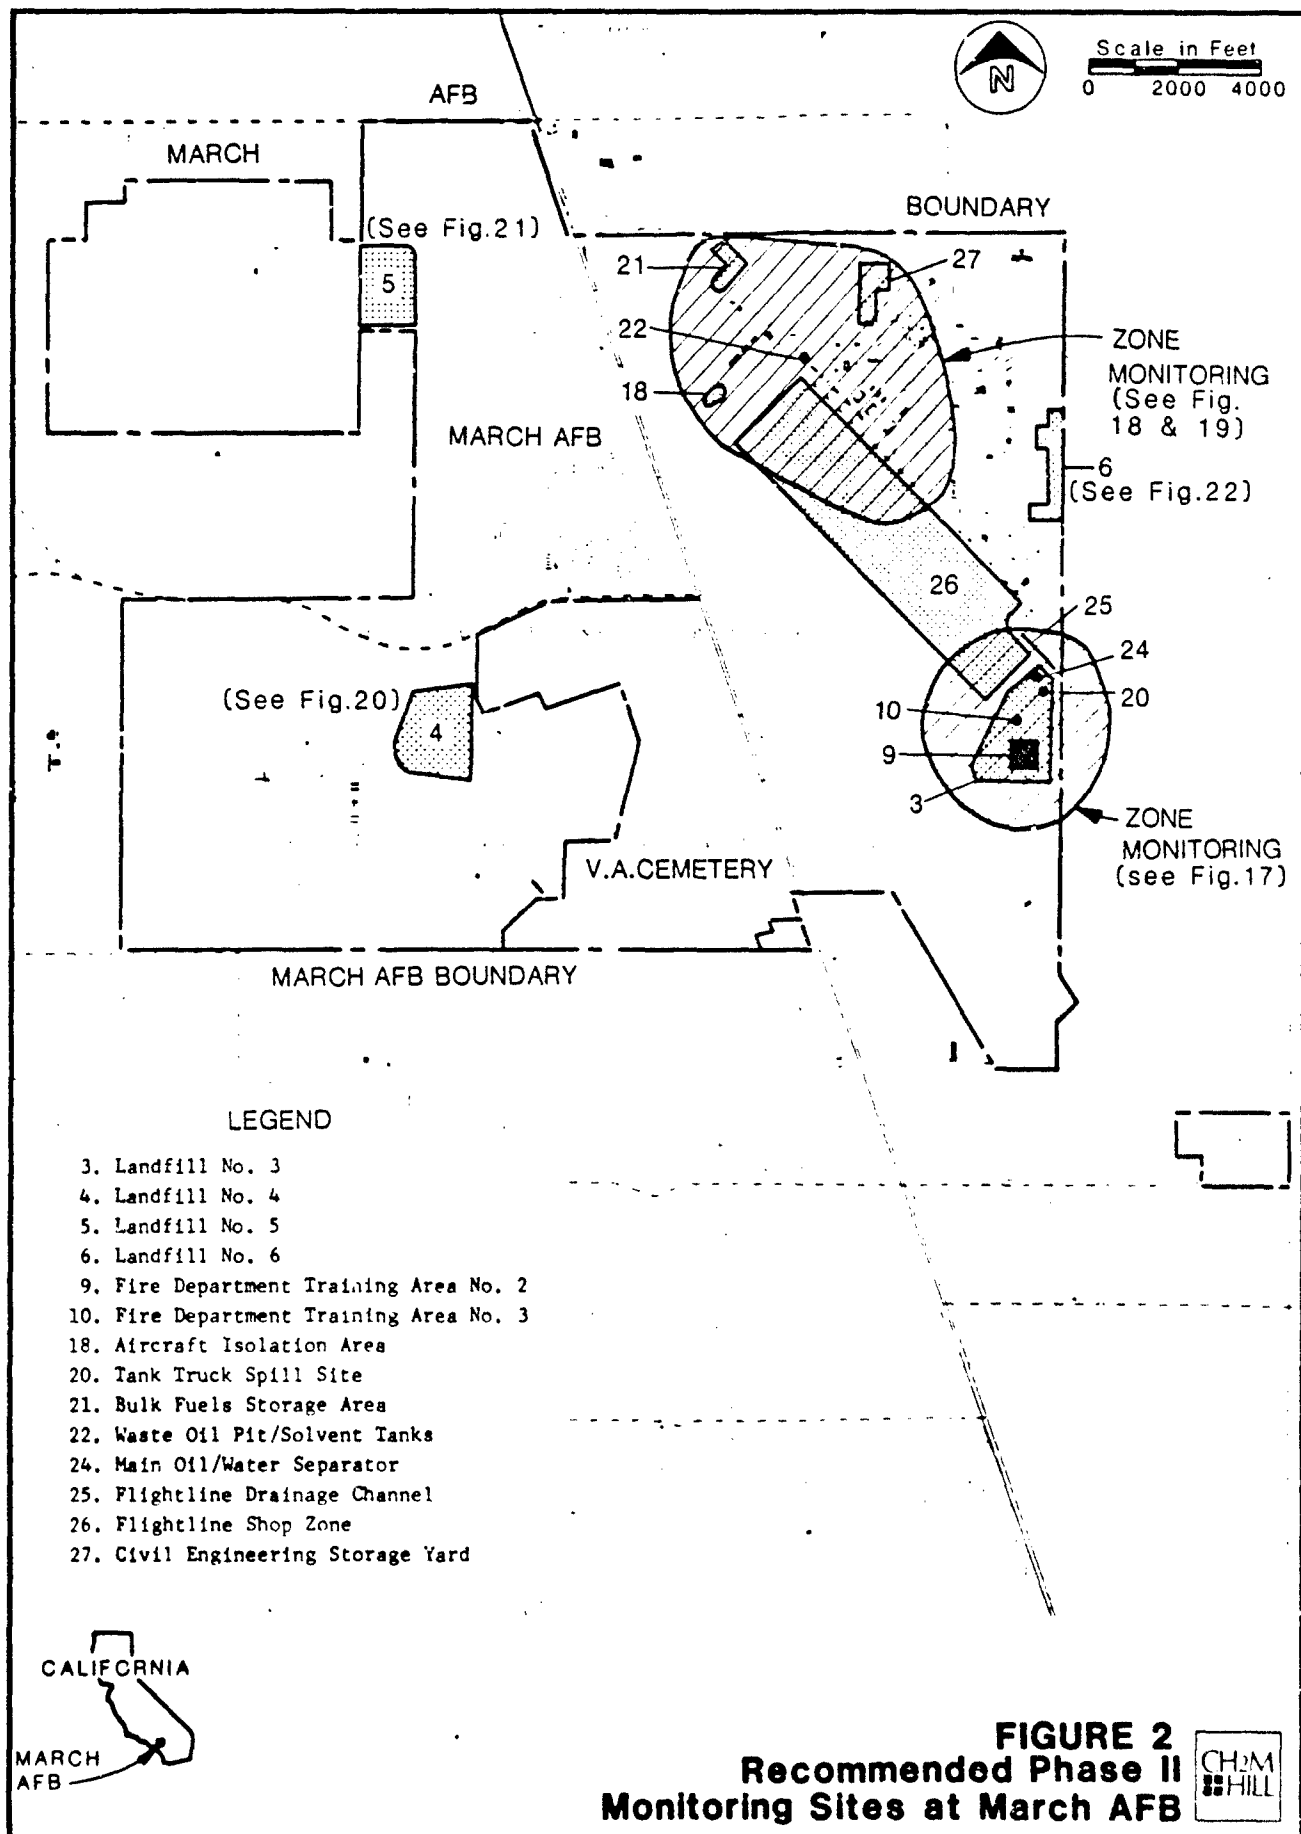 Scale in Feet
0 2000 4000
N
AFB
MARCH
(See Fig.21)
5
BOUNDARY
21
27
22
18
ZONE
MONITORING
(See Fig.
18 & 19)
MARCH AFB
6
(See Fig.22)
26
25
24
20
10
9
3
(See Fig.20)
4
ZONE
MONITORING
(see Fig.17)
V.A.CEMETERY
MARCH AFB BOUNDARY
LEGEND
3. Landfill No. 3
4. Landfill No. 4
5. Landfill No. 5
6. Landfill No. 6
9. Fire Department Training Area No. 2
10. Fire Department Training Area No. 3
18. Aircraft Isolation Area
20. Tank Truck Spill Site
21. Bulk Fuels Storage Area
22. Waste Oil Pit/Solvent Tanks
24. Main Oil/Water Separator
25. Flightline Drainage Channel
26. Flightline Shop Zone
27. Civil Engineering Storage Yard
CALIFORNIA
MARCH
AFB
FIGURE 2
Recommended Phase II
Monitoring Sites at March AFB
CH2M
HILL